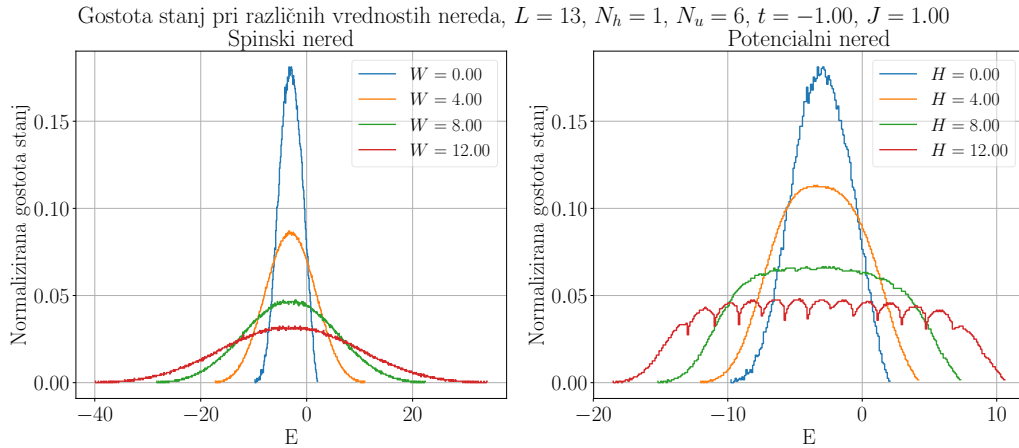 Gostota stanj pri različnih vrednostih nereda, L = 13, N_h = 1, N_u = 6, t = −1.00, J = 1.00
Spinski nered
Normalizirana gostota stanj
0.15
0.10
0.05
0.00
−40
−20
0
20
E
W = 0.00
W = 4.00
W = 8.00
W = 12.00
Potencialni nered
Normalizirana gostota stanj
0.15
0.10
0.05
0.00
−20
−10
0
10
E
H = 0.00
H = 4.00
H = 8.00
H = 12.00